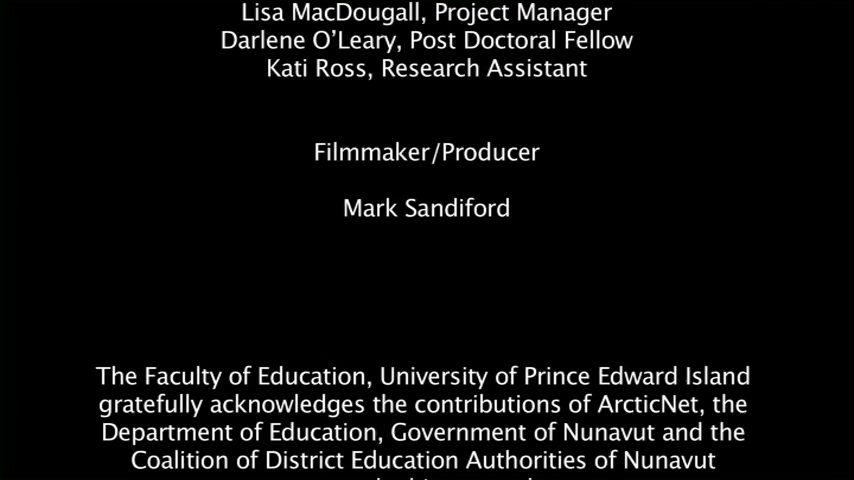 Lisa MacDougall, Project Manager
Darlene O’Leary, Post Doctoral Fellow
Kati Ross, Research Assistant
Filmmaker/Producer
Mark Sandiford
The Faculty of Education, University of Prince Edward Island
gratefully acknowledges the contributions of ArcticNet, the
Department of Education, Government of Nunavut and the
Coalition of District Education Authorities of Nunavut